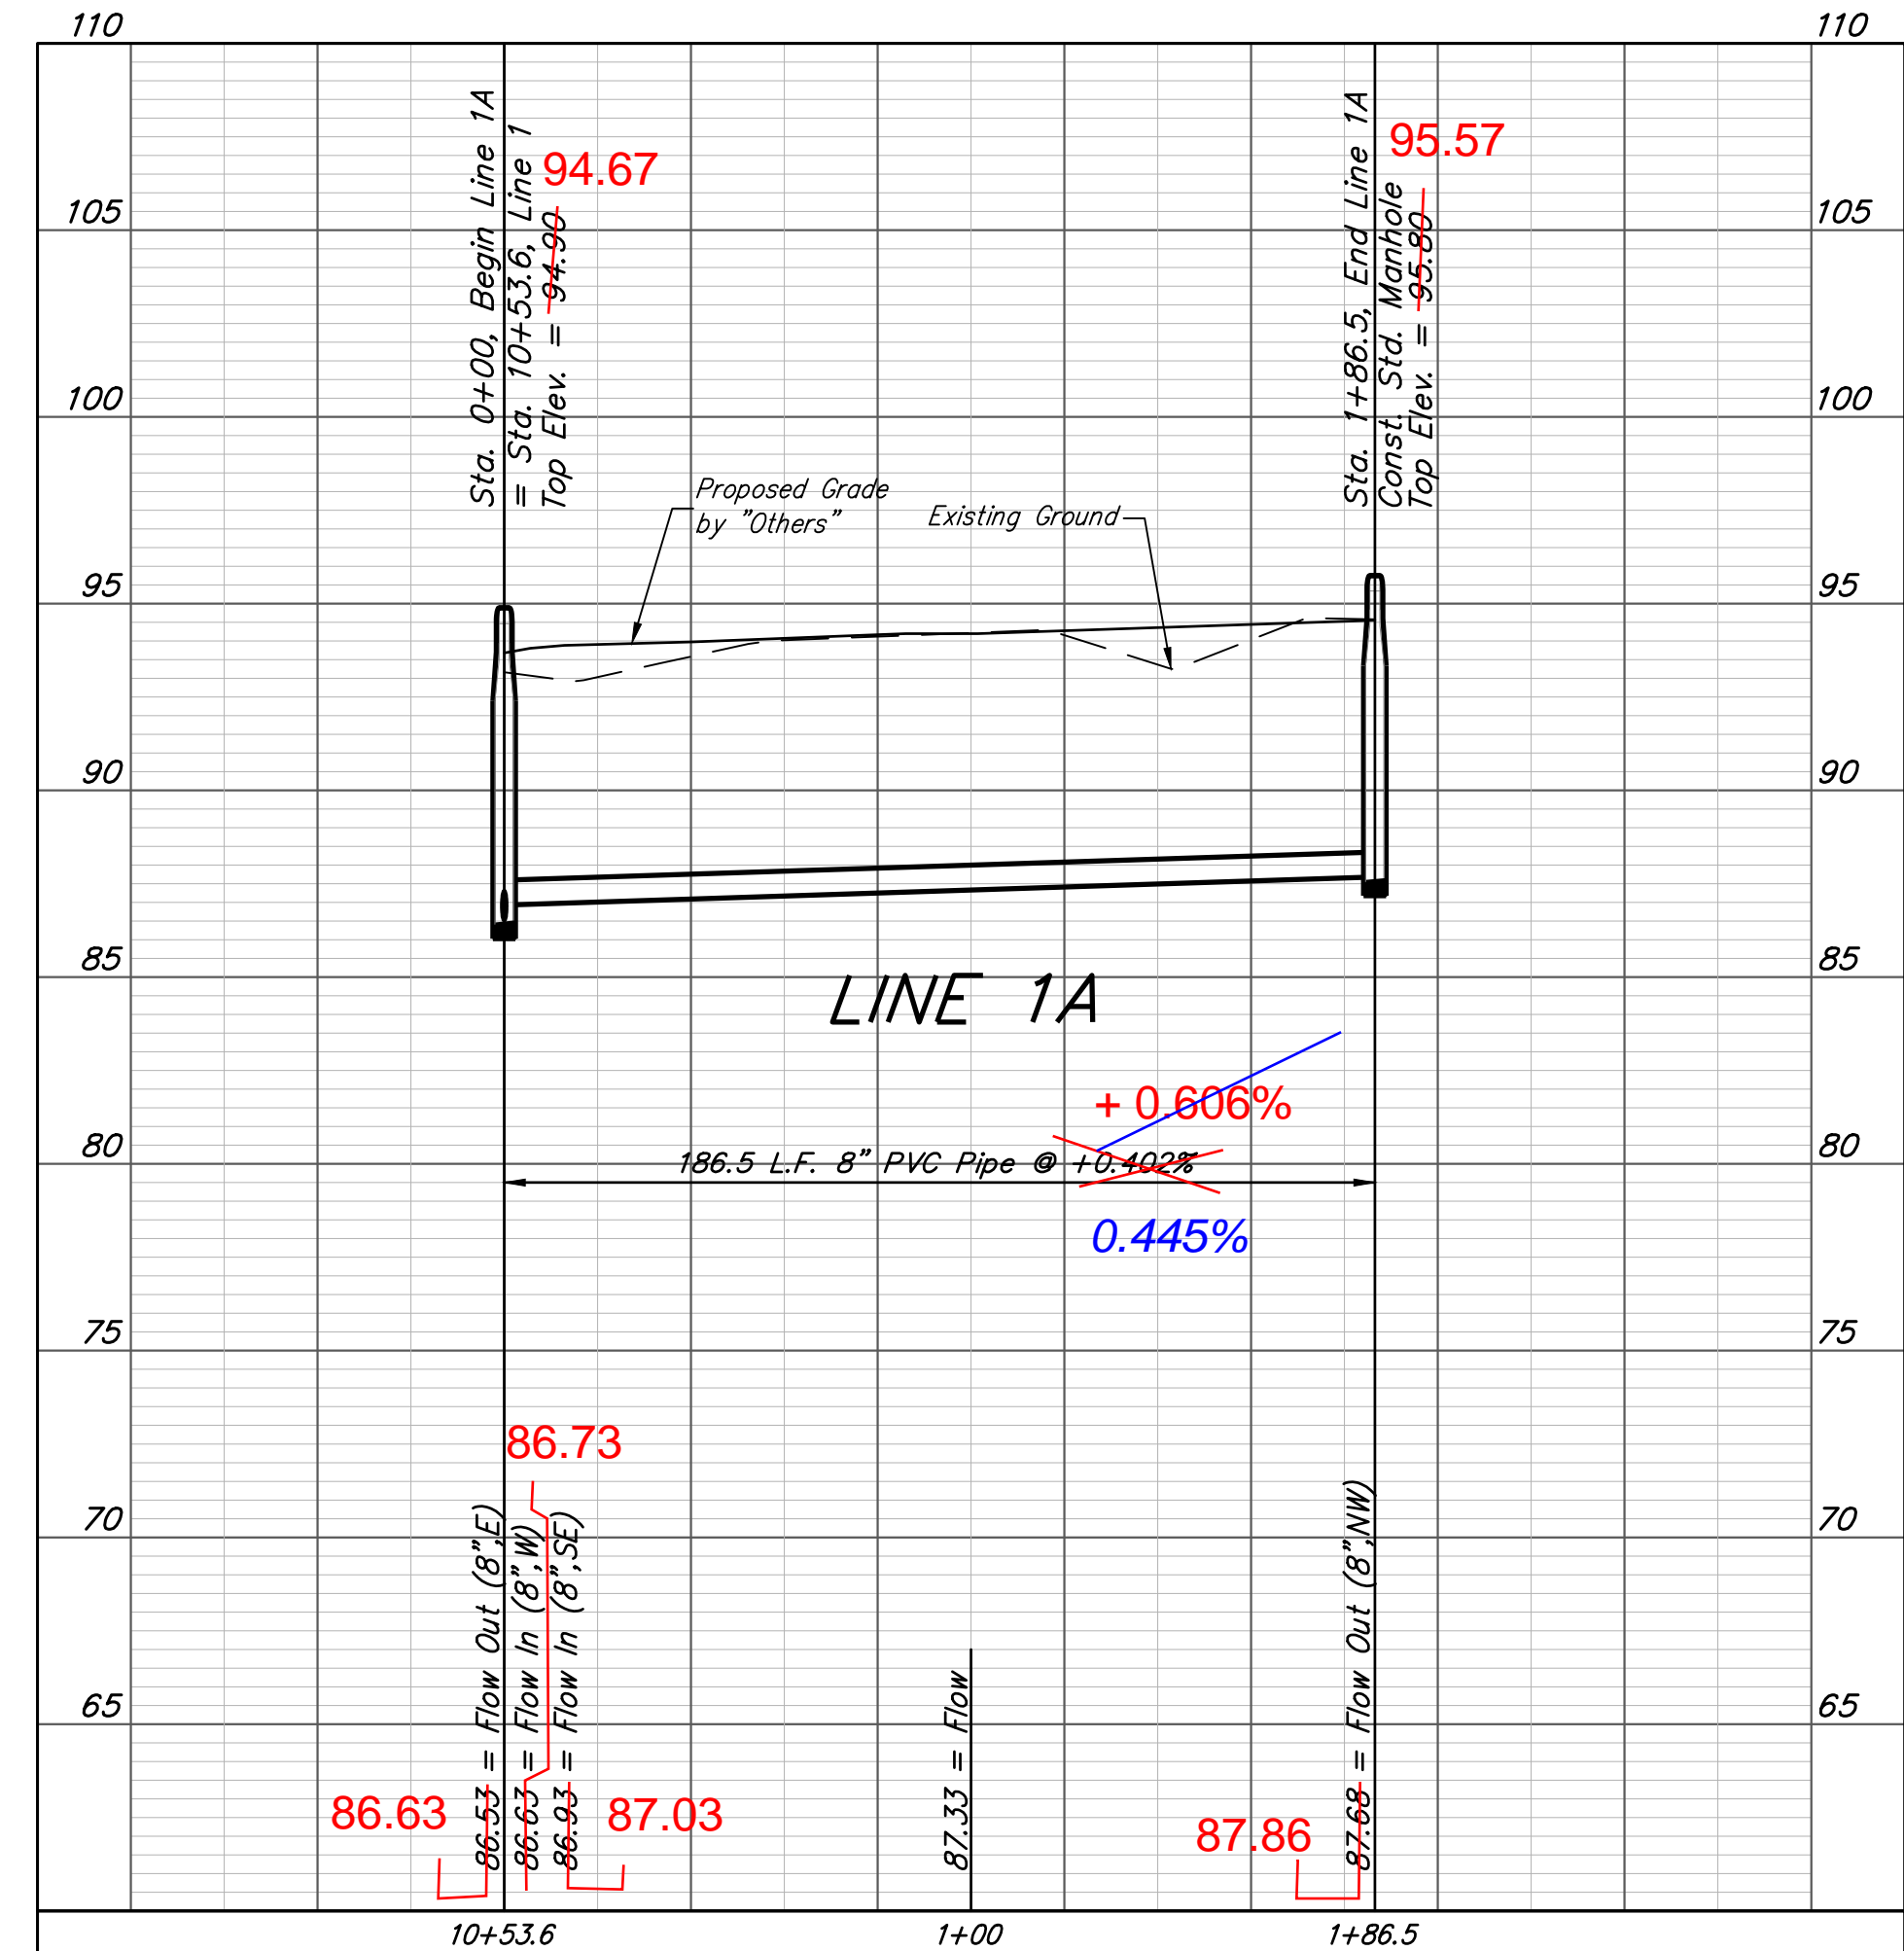 110
110
Sta. 0+00, Begin Line 1A
= Sta. 10+53.6, Line 1
Top Elev. = 94.90
94.67
Sta. 1+86.5, End Line 1A
Const. Std. Manhole
Top Elev. = 95.80
95.57
105
105
100
100
Proposed Grade
by "Others"
Existing Ground
95
95
90
90
85
85
LINE 1A
+ 0.606%
80
80
186.5 L.F. 8" PVC Pipe @ +0.402%
0.445%
75
75
86.73
70
70
86.53 = Flow Out (8",E)
86.63 = Flow In (8",W)
86.93 = Flow In (8",SE)
87.33 = Flow
87.68 = Flow Out (8",NW)
65
65
86.63
87.03
87.86
10+53.6
1+00
1+86.5